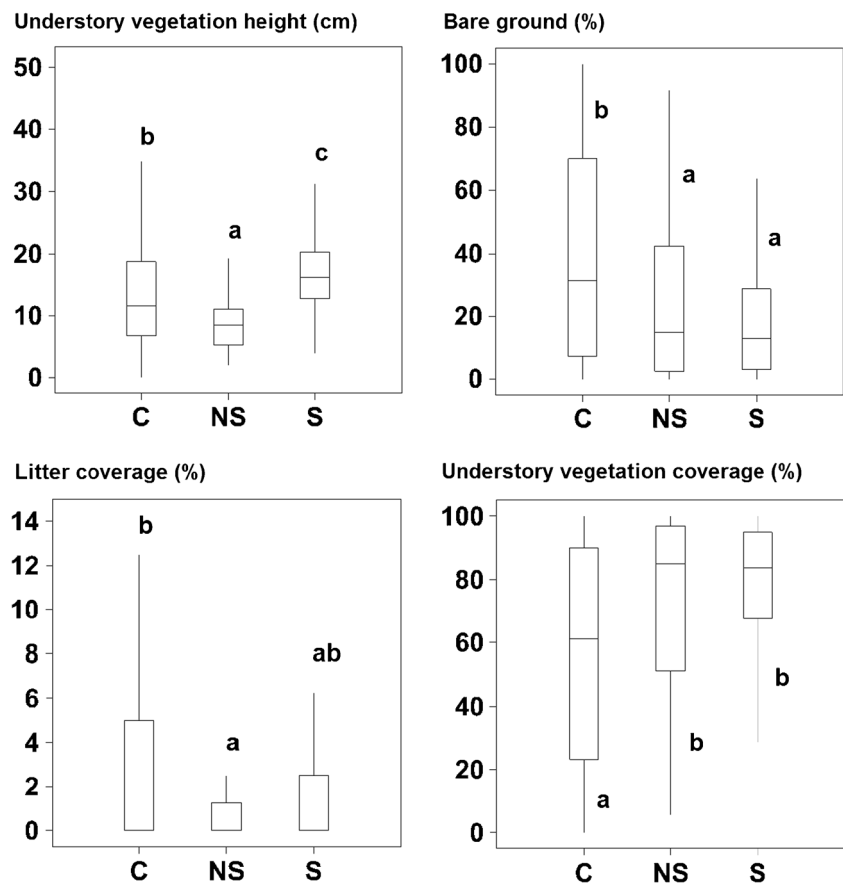 Understory vegetation height (cm)
50
40
30
20
10
0
b
a
c
C NS S
Bare ground (%)
100
80
60
40
20
0
b
a
a
C NS S
Litter coverage (%)
14
12
10
8
6
4
2
0
b
a
ab
C NS S
Understory vegetation coverage (%)
100
80
60
40
20
0
a
b
b
C NS S